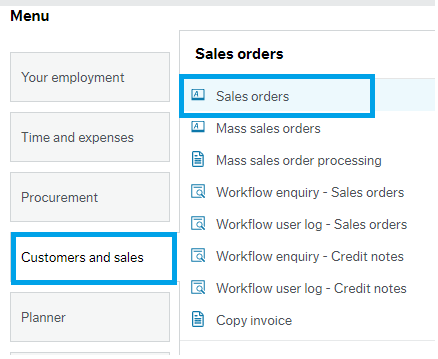 Menu
Your employment
Time and expenses
Procurement
Customers and sales
Planner
Sales orders
Sales orders
Mass sales orders
Mass sales order processing
Workflow enquiry - Sales orders
Workflow user log - Sales orders
Workflow enquiry - Credit notes
Workflow user log - Credit notes
Copy invoice